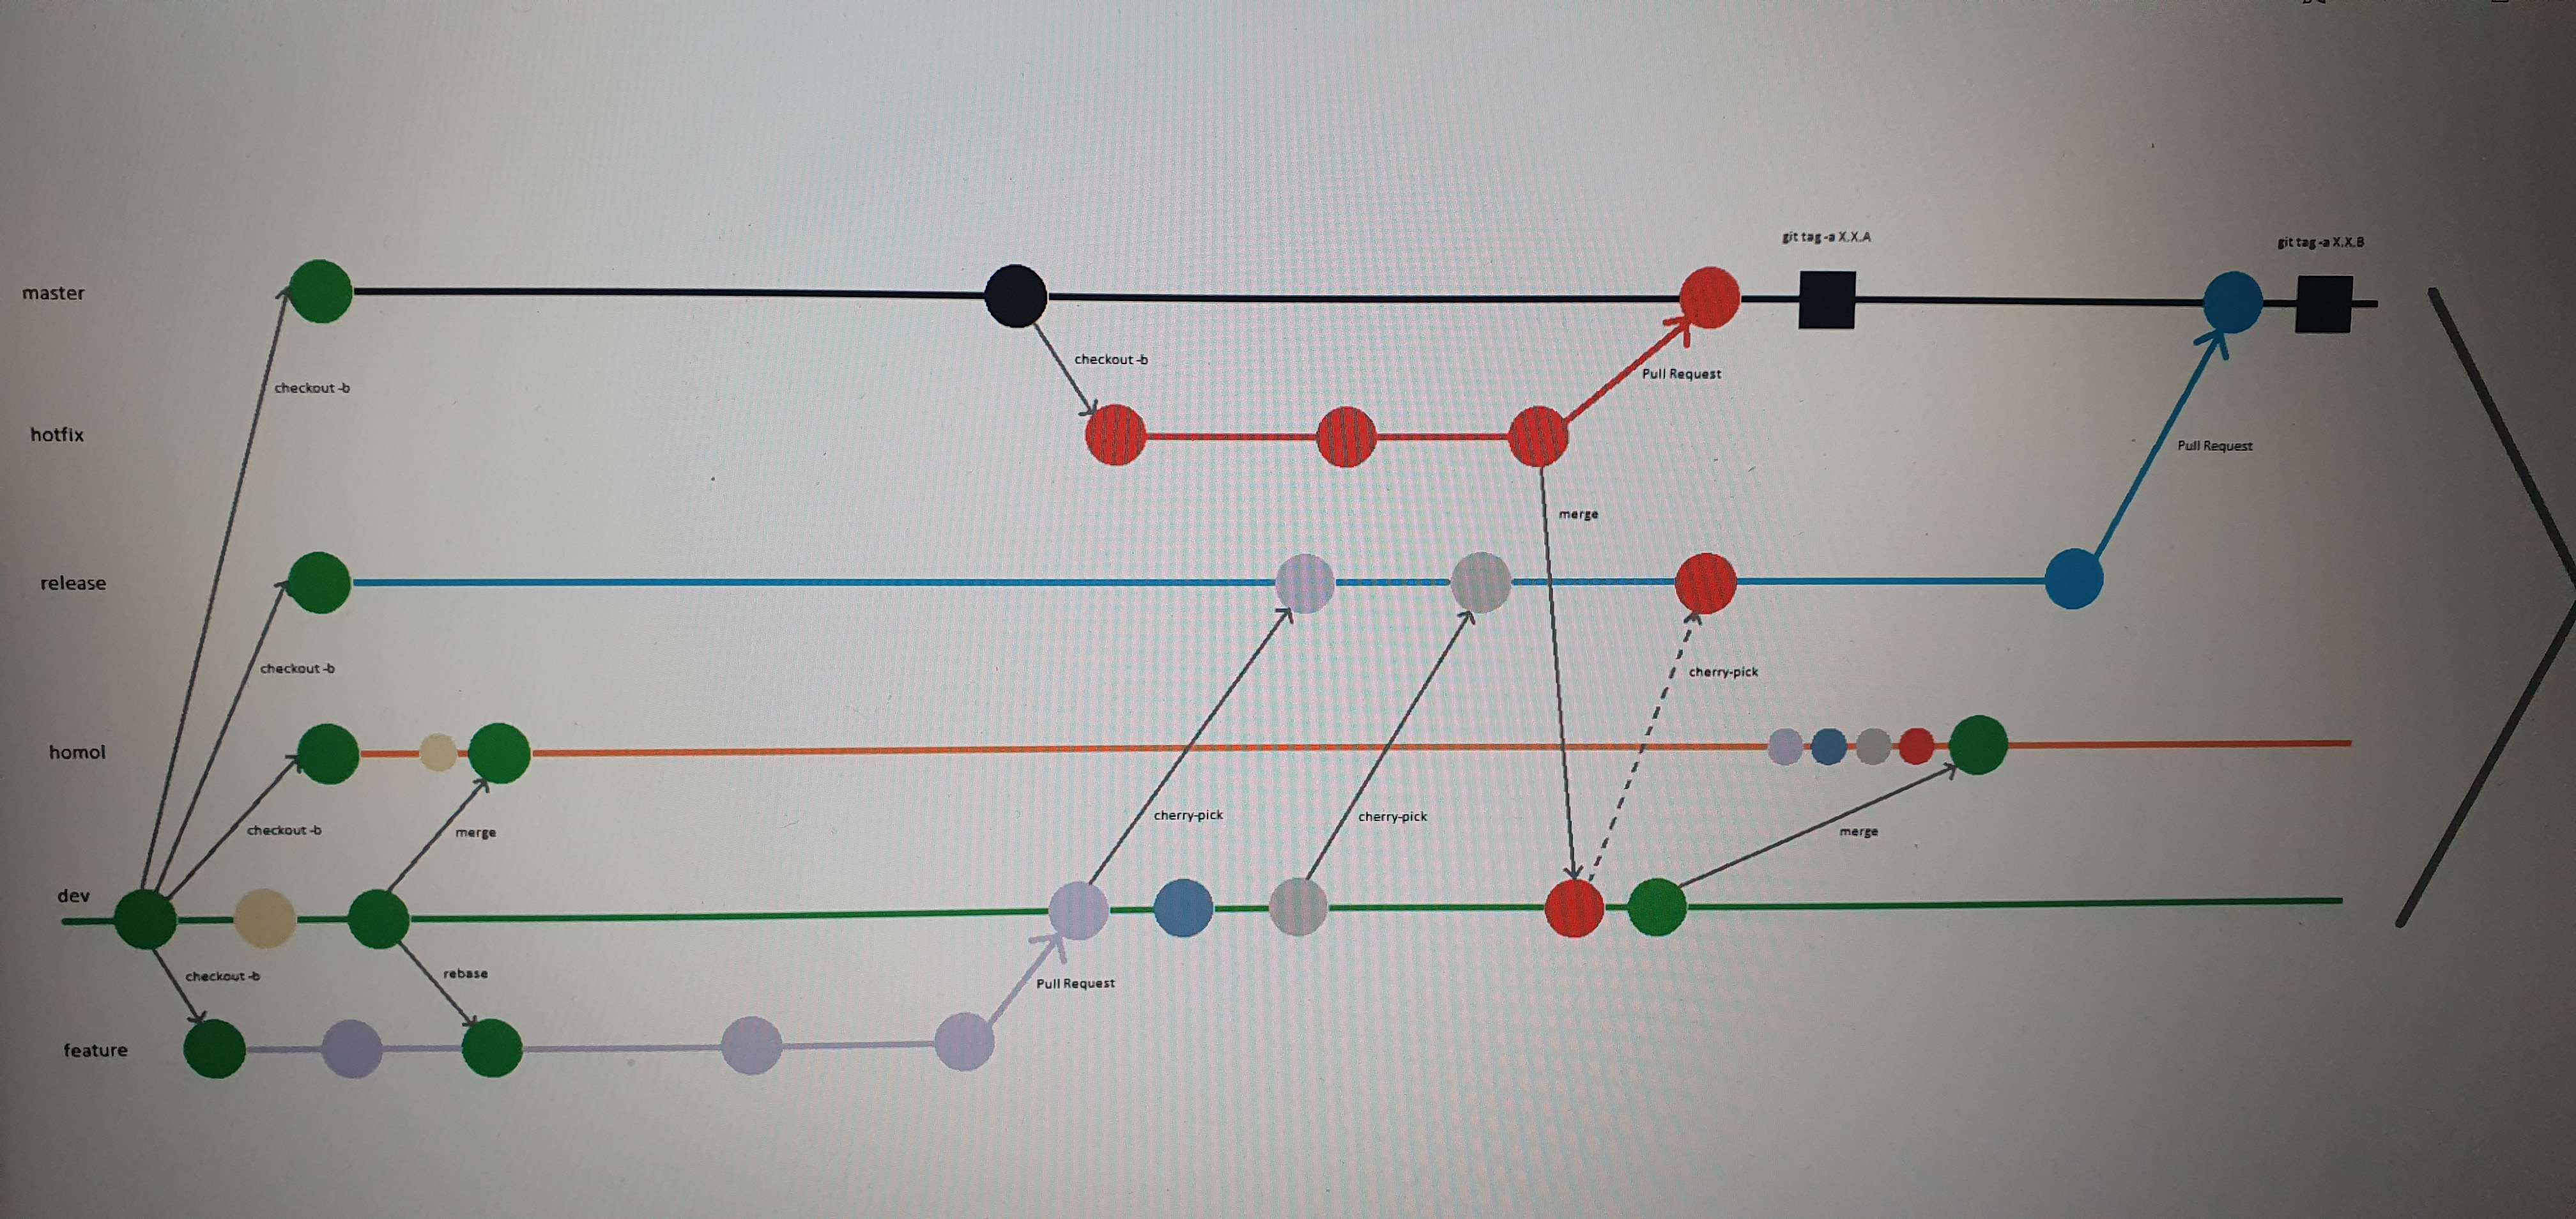 git tag -a X.X.A
git tag -a X.X.B
master
checkout -b
checkout -b
Pull Request
hotfix
Pull Request
merge
release
checkout -b
cherry-pick
homol
checkout -b
merge
cherry-pick
cherry-pick
merge
dev
checkout -b
rebase
Pull Request
feature